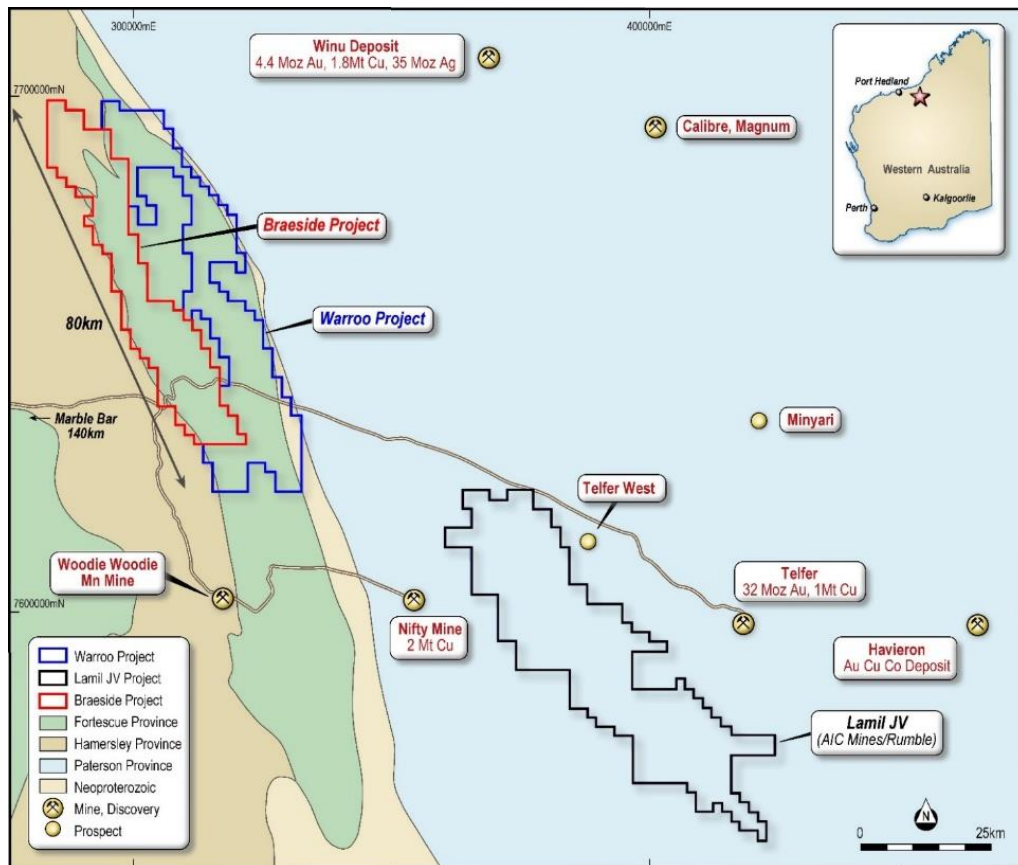 300000mE
400000mE
7700000mN
7600000mN
Winu Deposit
4.4 Moz Au, 1.8Mt Cu, 35 Moz Ag
Calibre, Magnum
Port Hedland
Western Australia
Perth
Kalgoorlie
Braeside Project
Warroo Project
80km
Marble Bar
140km
Minyari
Telfer West
Woodie Woodie
Mn Mine
Nifty Mine
2 Mt Cu
Telfer
32 Moz Au, 1Mt Cu
Havieron
Au Cu Co Deposit
Lamil JV
(AIC Mines/Rumble)
Warroo Project
Lamil JV Project
Braeside Project
Fortescue Province
Hamersley Province
Paterson Province
Neoproterozoic
Mine, Discovery
Prospect
0 25km